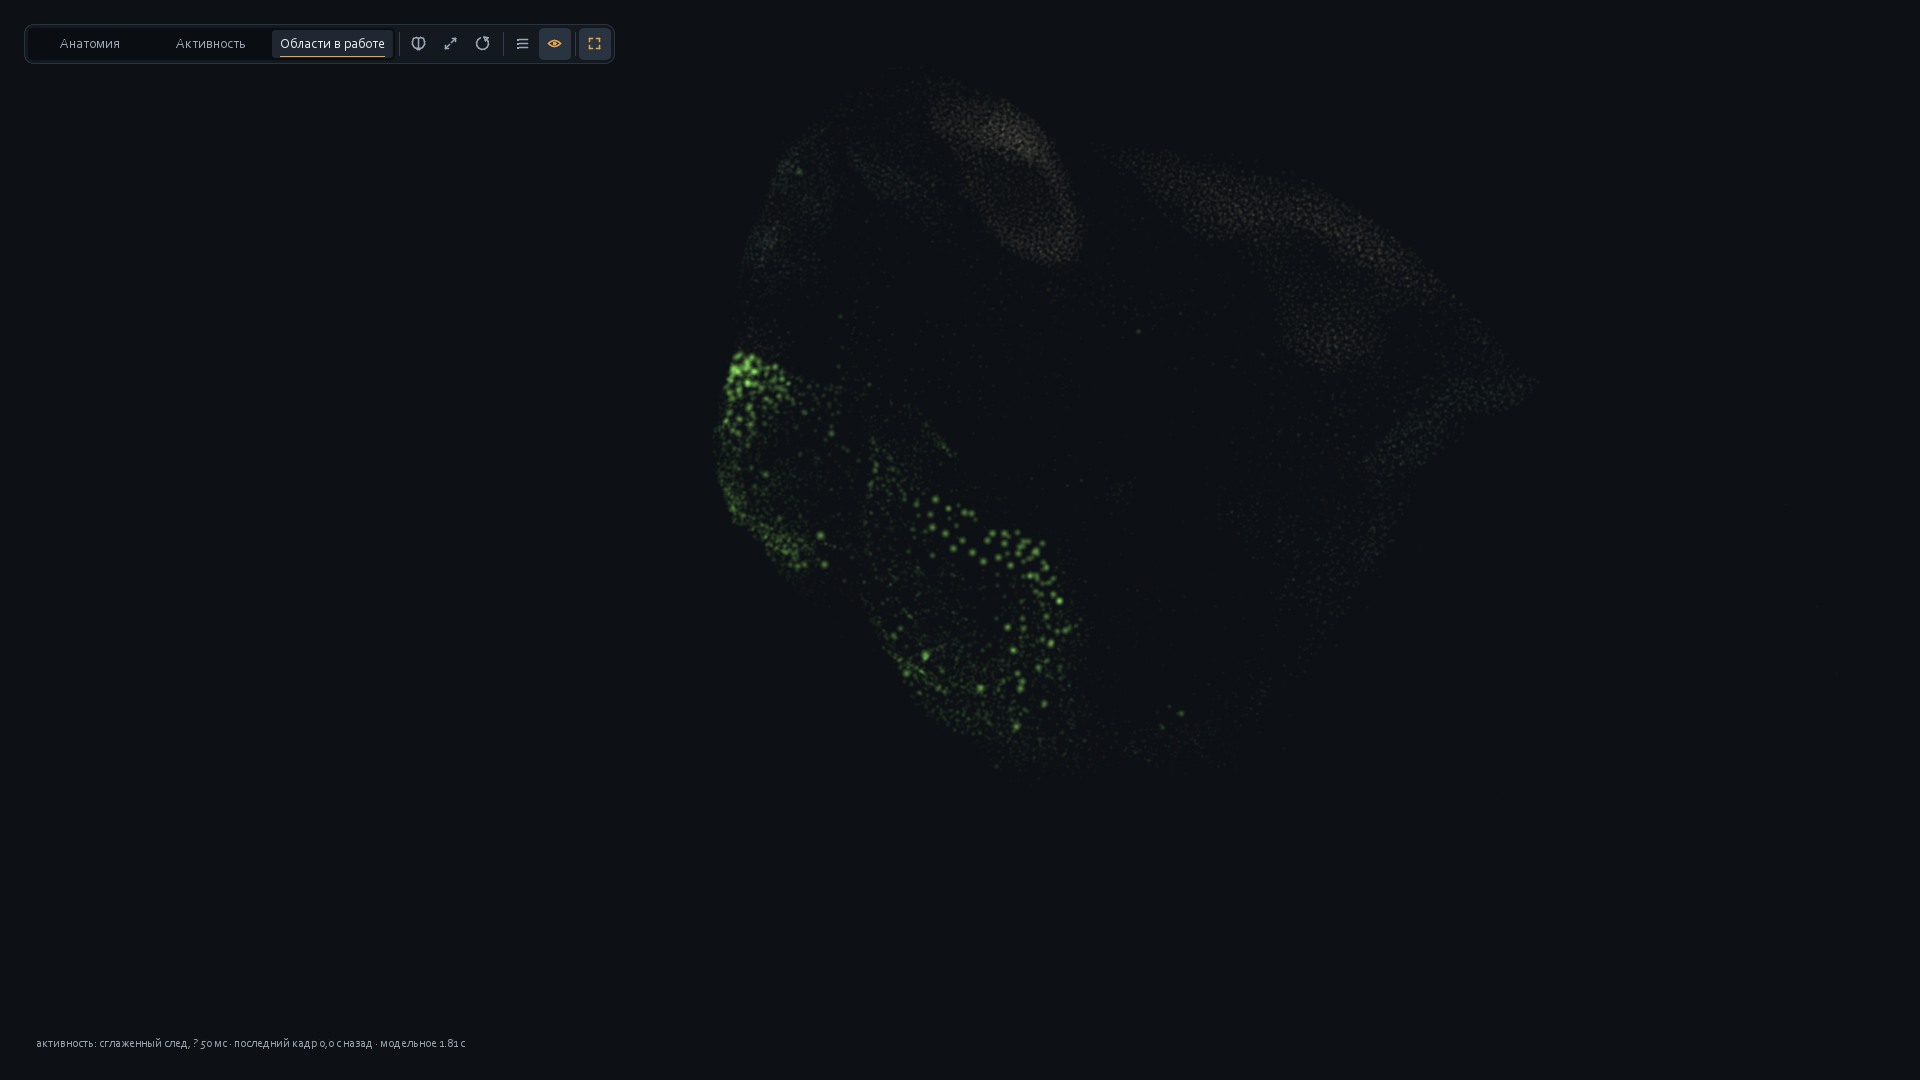 Анатомия Активность Области в работе
активность: сглаженный след, ? 50 мс · последний кадр 0,0 с назад · модельное 1.81 с